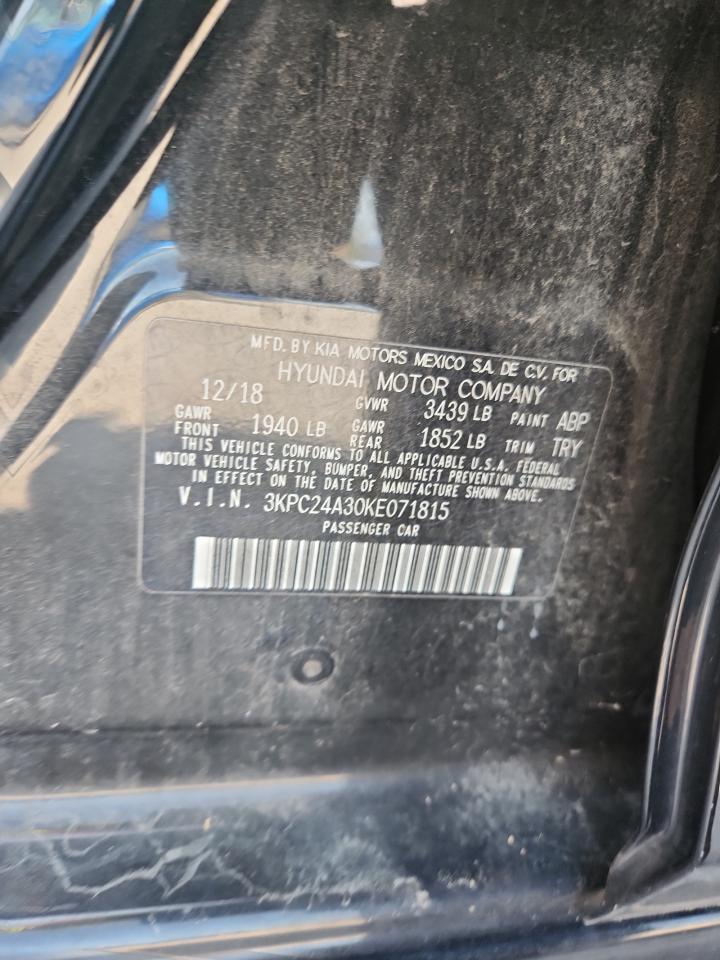 MFD. BY KIA MOTORS MEXICO S.A. DE C.V. FOR
HYUNDAI MOTOR COMPANY
12/18 GVWR 3439 LB PAINT ABP
GAWR FRONT 1940 LB GAWR REAR 1852 LB TRIM TRY
THIS VEHICLE CONFORMS TO ALL APPLICABLE U.S.A. FEDERAL
MOTOR VEHICLE SAFETY, BUMPER, AND THEFT PREVENTION STANDARDS
IN EFFECT ON THE DATE OF MANUFACTURE SHOWN ABOVE.
V.I.N. 3KPC24A30KE071815
PASSENGER CAR